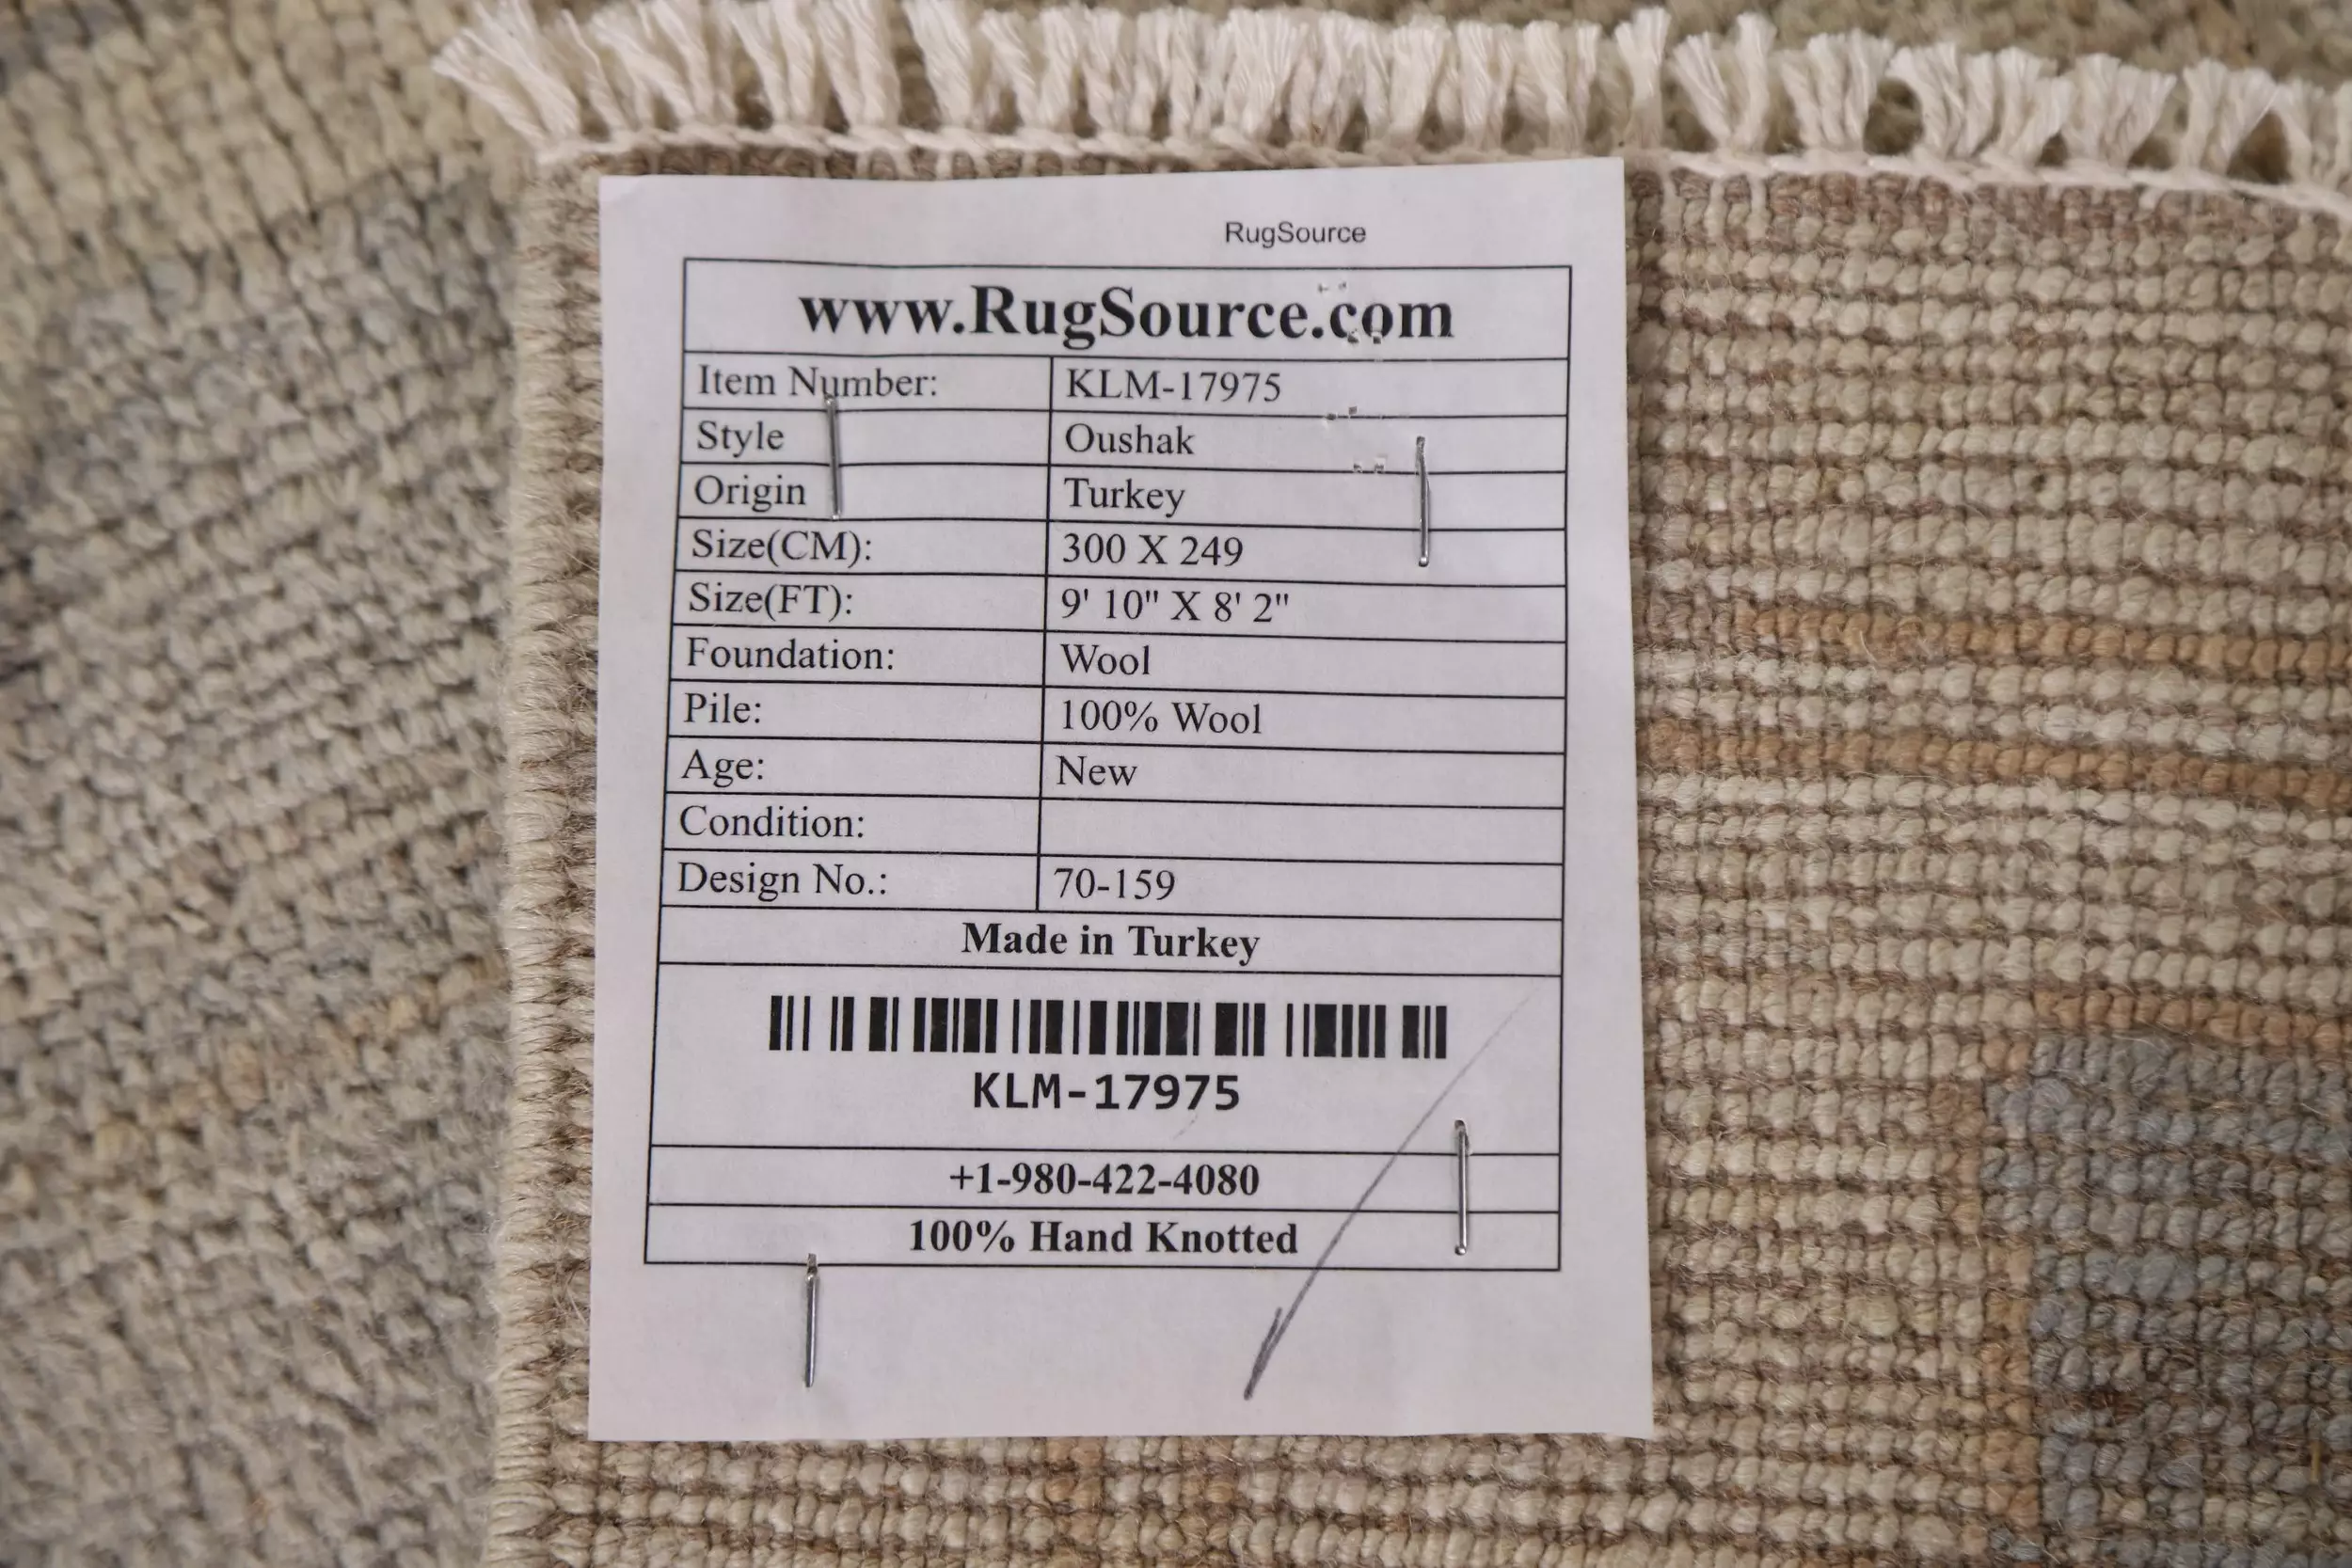 RugSource
www.RugSource.com
Item Number: KLM-17975
Style Oushak
Origin Turkey
Size(CM): 300 X 249
Size(FT): 9' 10" X 8' 2"
Foundation: Wool
Pile: 100% Wool
Age: New
Condition:
Design No.: 70-159
Made in Turkey
KLM-17975
+1-980-422-4080
100% Hand Knotted